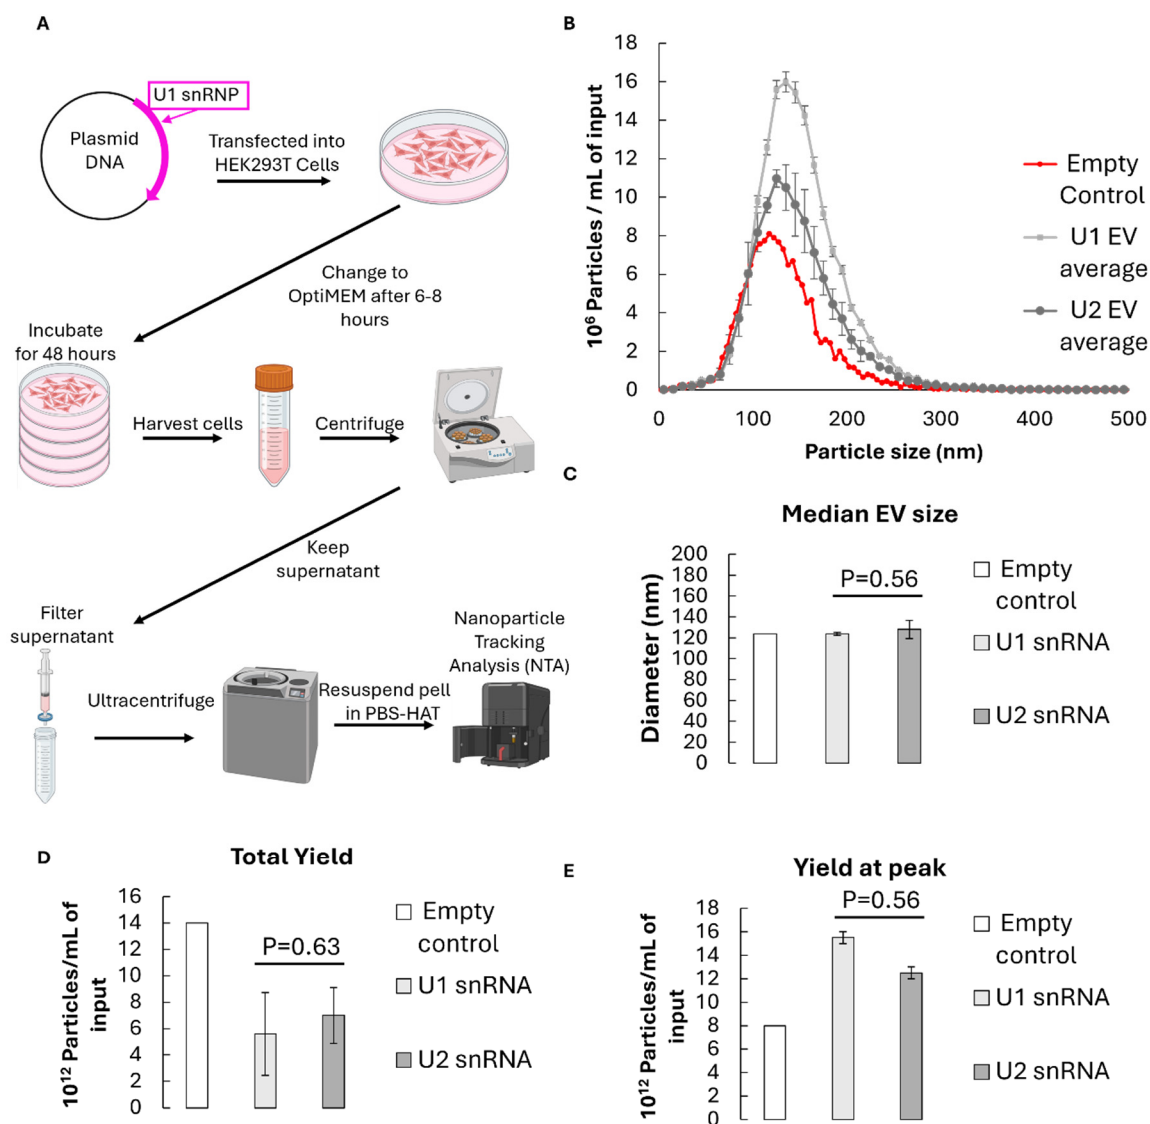 A
U1 snRNP
Plasmid
DNA
Transfected into
HEK293T Cells
Change to
OptiMEM after 6-8
hours
Incubate
for 48 hours
Harvest cells
Centrifuge
Keep
supernatant
Filter
supernatant
Ultracentrifuge
Resuspend pell
in PBS-HAT
Nanoparticle
Tracking
Analysis (NTA)
B
10⁶ Particles / mL of input
18
16
14
12
10
8
6
4
2
0
0
100
200
300
400
500
Particle size (nm)
Empty
Control
U1 EV
average
U2 EV
average
C
Median EV size
Diameter (nm)
200
180
160
140
120
100
80
60
40
20
0
P=0.56
Empty
control
U1 snRNA
U2 snRNA
D
Total Yield
10¹² Particles/mL of
input
16
14
12
10
8
6
4
2
0
P=0.63
Empty
control
U1 snRNA
U2 snRNA
E
Yield at peak
10¹² Particles/mL of
input
18
16
14
12
10
8
6
4
2
0
P=0.56
Empty
control
U1 snRNA
U2 snRNA